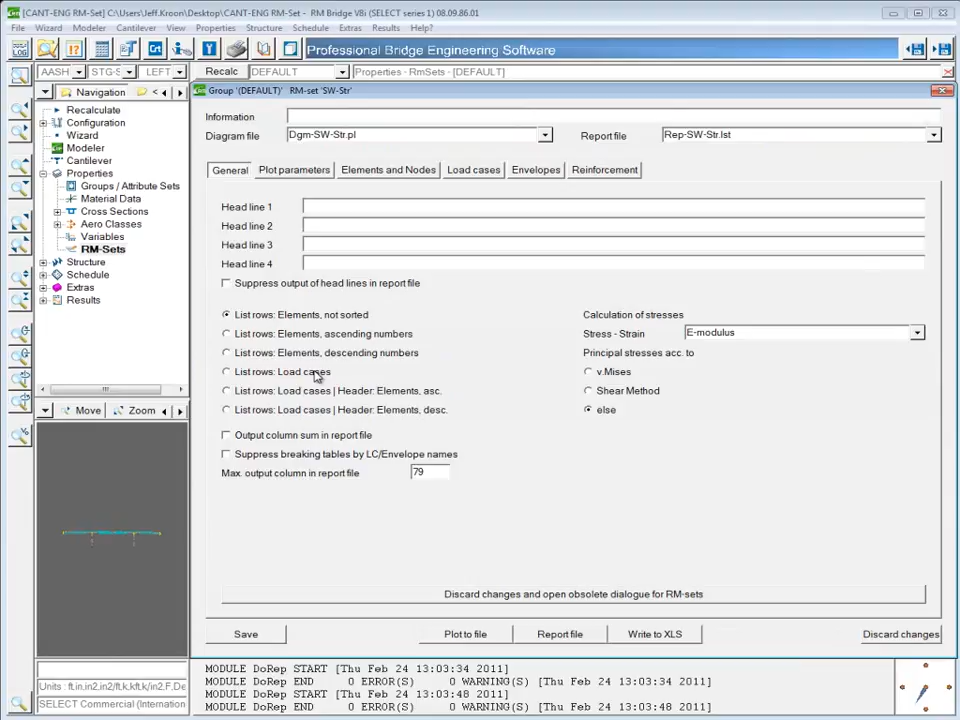 [CANT-ENG RM-Set] C:\Users\Jeff.Kroon\Desktop\CANT-ENG RM-Set - RM Bridge V8i (SELECT series 1) 08.09.86.01
File Wizard Modeler Cantilever View Properties Structure Schedule Extras Results Help?
LOG Crt Professional Bridge Engineering Software
AASH STG-S LEFT Recalc DEFAULT Properties - RmSets - [DEFAULT]
Navigation
Recalculate
Configuration
Wizard
Modeler
Cantilever
Properties
Groups / Attribute Sets
Material Data
Cross Sections
Aero Classes
Variables
RM-Sets
Structure
Schedule
Extras
Results
Move Zoom
Units : ft,in,in2,in2/ft,k,kft,k/in2,F,De
SELECT Commercial (Internation
Group '(DEFAULT)' RM-set 'SW-Str'
Information
Diagram file Dgm-SW-Str.pl Report file Rep-SW-Str.lst
General Plot parameters Elements and Nodes Load cases Envelopes Reinforcement
Head line 1
Head line 2
Head line 3
Head line 4
Suppress output of head lines in report file
List rows: Elements, not sorted
List rows: Elements, ascending numbers
List rows: Elements, descending numbers
List rows: Load cases
List rows: Load cases | Header: Elements, asc.
List rows: Load cases | Header: Elements, desc.
Calculation of stresses
Stress - Strain E-modulus
Principal stresses acc. to
v.Mises
Shear Method
else
Output column sum in report file
Suppress breaking tables by LC/Envelope names
Max. output column in report file 79
Discard changes and open obsolete dialogue for RM-sets
Save Plot to file Report file Write to XLS Discard changes
MODULE DoRep START [Thu Feb 24 13:03:34 2011]
MODULE DoRep END 0 ERROR(S) 0 WARNING(S) [Thu Feb 24 13:03:34 2011]
MODULE DoRep START [Thu Feb 24 13:03:48 2011]
MODULE DoRep END 0 ERROR(S) 0 WARNING(S) [Thu Feb 24 13:03:48 2011]